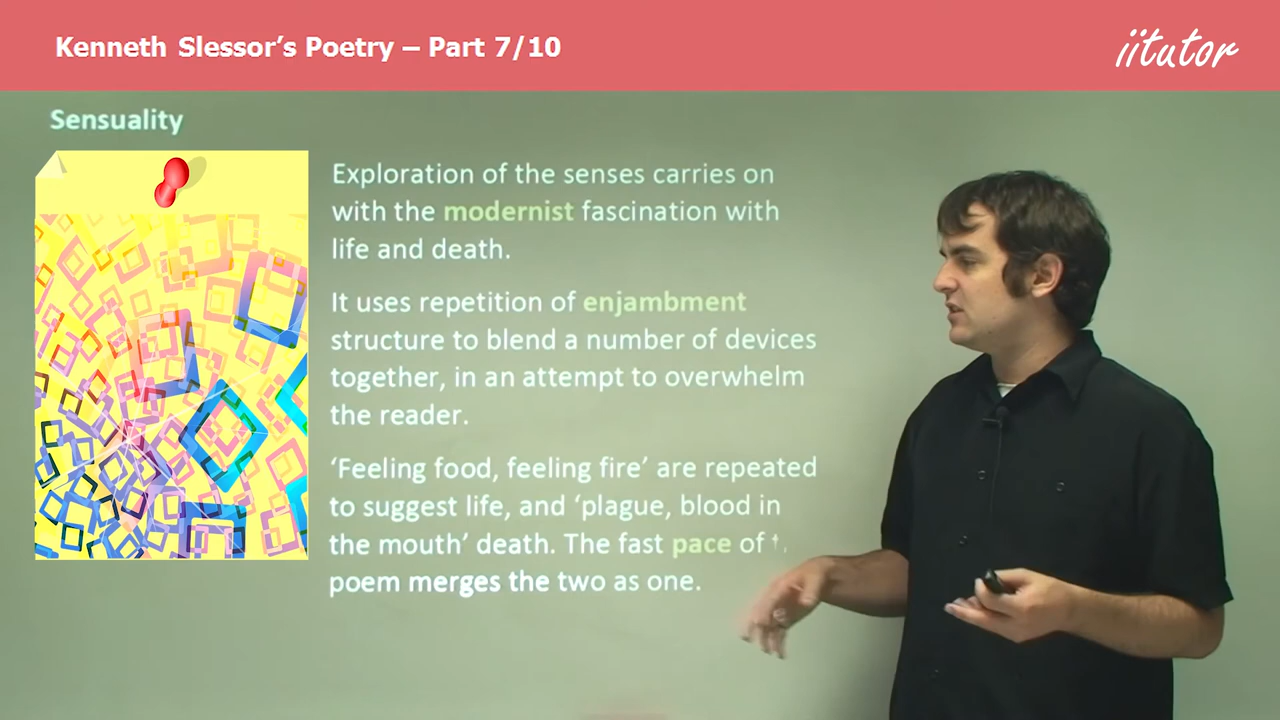 Kenneth Slessor’s Poetry – Part 7/10
iitutor
Sensuality
Exploration of the senses carries on
with the modernist fascination with
life and death.
It uses repetition of enjambment
structure to blend a number of devices
together, in an attempt to overwhelm
the reader.
‘Feeling food, feeling fire’ are repeated
to suggest life, and ‘plague, blood in
the mouth’ death. The fast pace of
poem merges the two as one.